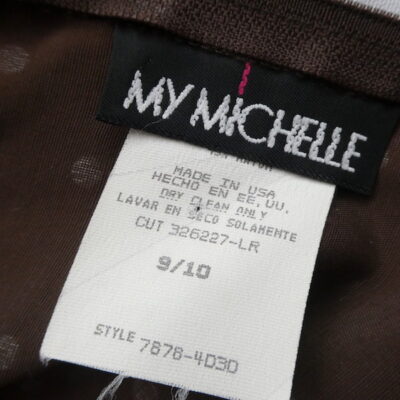 MY MICHELLE
MADE IN USA
HECHO EN EE.UU.
DRY CLEAN ONLY
LAVAR EN SECO SOLAMENTE
CUT 326227-LR
9/10
STYLE 7878-4D3D